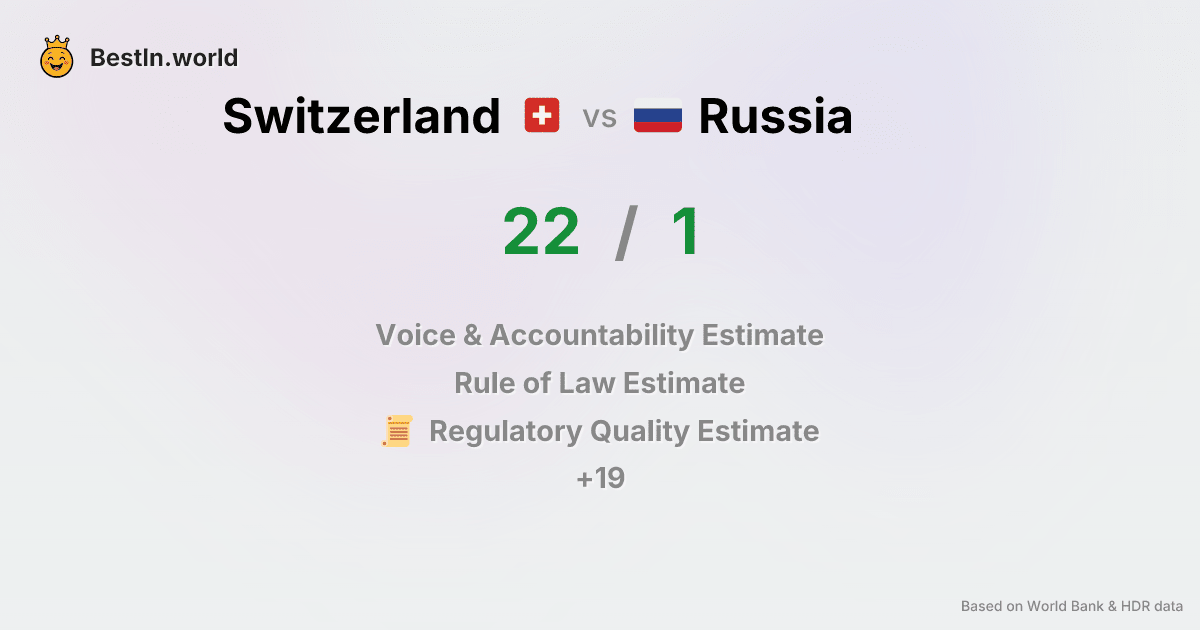 BestIn.world
Switzerland vs Russia
22 / 1
Voice & Accountability Estimate
Rule of Law Estimate
Regulatory Quality Estimate
+19
Based on World Bank & HDR data